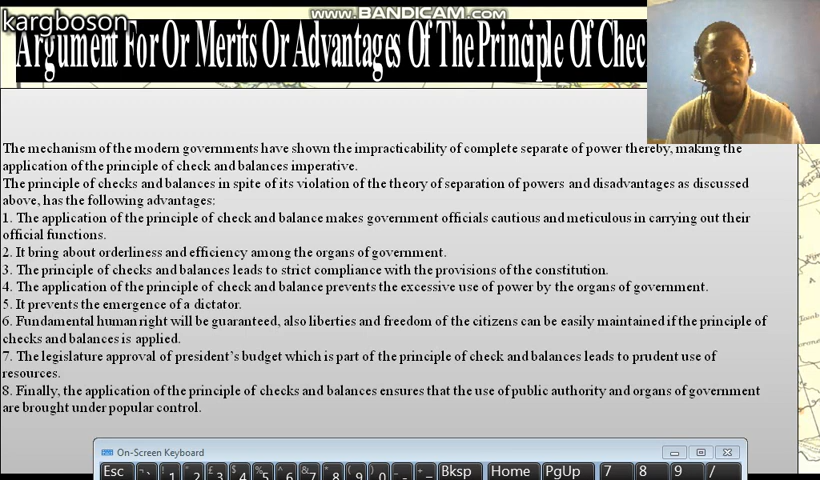 kargboson
www.BANDICAM.com
Argument For Or Merits Or Advantages Of The Principle Of Chec
The mechanism of the modern governments have shown the impracticability of complete separate of power thereby, making the
application of the principle of check and balances imperative.
The principle of checks and balances in spite of its violation of the theory of separation of powers and disadvantages as discussed
above, has the following advantages:
1. The application of the principle of check and balance makes government officials cautious and meticulous in carrying out their
official functions.
2. It bring about orderliness and efficiency among the organs of government.
3. The principle of checks and balances leads to strict compliance with the provisions of the constitution.
4. The application of the principle of check and balance prevents the excessive use of power by the organs of government.
5. It prevents the emergence of a dictator.
6. Fundamental human right will be guaranteed, also liberties and freedom of the citizens can be easily maintained if the principle of
checks and balances is applied.
7. The legislature approval of president's budget which is part of the principle of check and balances leads to prudent use of
resources.
8. Finally, the application of the principle of checks and balances ensures that the use of public authority and organs of government
are brought under popular control.
On-Screen Keyboard
Esc ! 1 " 2 £ 3 $ 4 % 5 ^ 6 & 7 * 8 ( 9 ) 0 _ - + Bksp Home PgUp 7 8 9 /